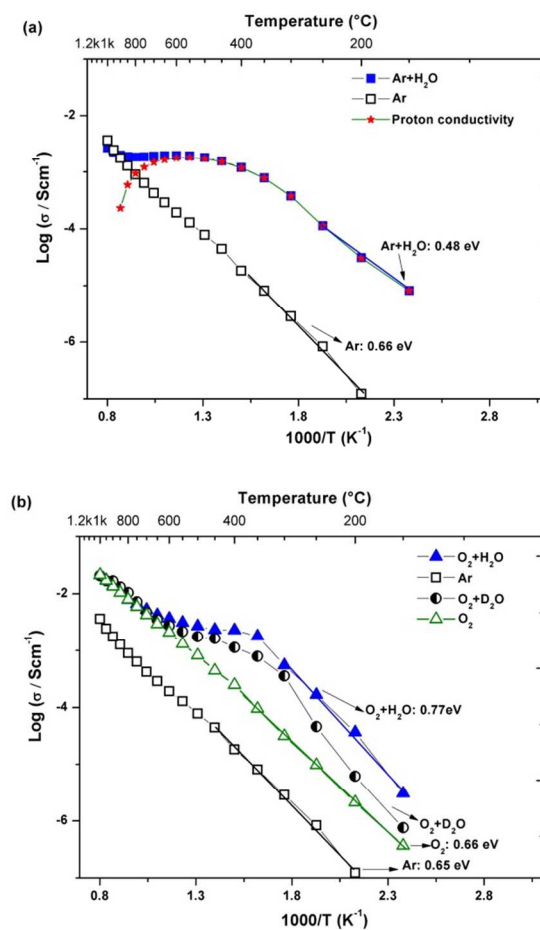 (a)
Temperature (°C)
1.2k 1k 800 600 400 200
Ar+H₂O
Ar
Proton conductivity
-2
-4
-6
Log (σ / Scm⁻¹)
Ar+H₂O: 0.48 eV
Ar: 0.66 eV
0.8 1.3 1.8 2.3 2.8
1000/T (K⁻¹)
(b)
Temperature (°C)
1.2k 1k 800 600 400 200
O₂+H₂O
Ar
O₂+D₂O
O₂
-2
-4
-6
Log (σ / Scm⁻¹)
O₂+H₂O: 0.77eV
O₂+D₂O
O₂: 0.66 eV
Ar: 0.65 eV
0.8 1.3 1.8 2.3 2.8
1000/T (K⁻¹)